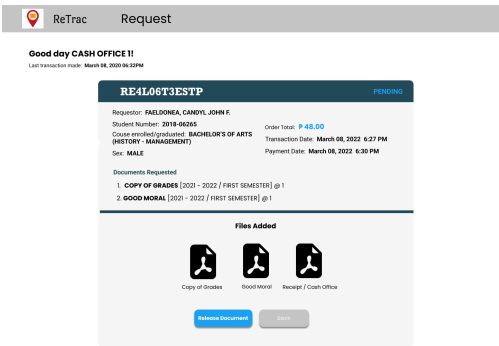 ReTrac Request
Good day CASH OFFICE 1!
Last transaction made: March 08, 2020 06:32PM
RE4L06T3ESTP PENDING
Requestor: FAELDONEA, CANDYL JOHN F.
Student Number: 2018-06265
Couse enrolled/graduated: BACHELOR'S OF ARTS
(HISTORY - MANAGEMENT)
Sex: MALE
Order Total: ₱ 48.00
Transaction Date: March 08, 2022 6:27 PM
Payment Date: March 08, 2022 6:30 PM
Documents Requested
1. COPY OF GRADES [2021 - 2022 / FIRST SEMESTER] @ 1
2. GOOD MORAL [2021 - 2022 / FIRST SEMESTER] @ 1
Files Added
Copy of Grades Good Moral Receipt / Cash Office
Release Document Back